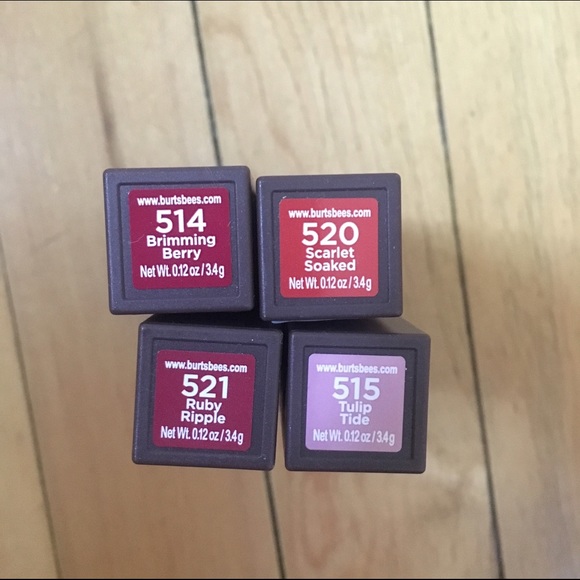 www.burtsbees.com
514
Brimming
Berry
Net Wt. 0.12 oz / 3.4g
www.burtsbees.com
520
Scarlet
Soaked
Net Wt. 0.12 oz / 3.4g
www.burtsbees.com
521
Ruby
Ripple
Net Wt. 0.12 oz / 3.4g
www.burtsbees.com
515
Tulip
Tide
Net Wt. 0.12 oz / 3.4g